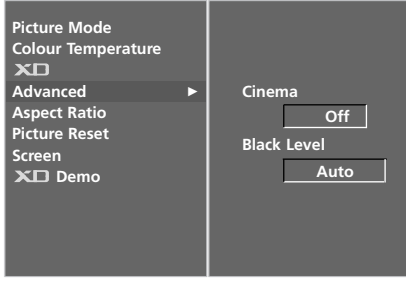 Picture Mode
Colour Temperature
XD
Advanced ►
Aspect Ratio
Picture Reset
Screen
XD Demo
Cinema
Off
Black Level
Auto